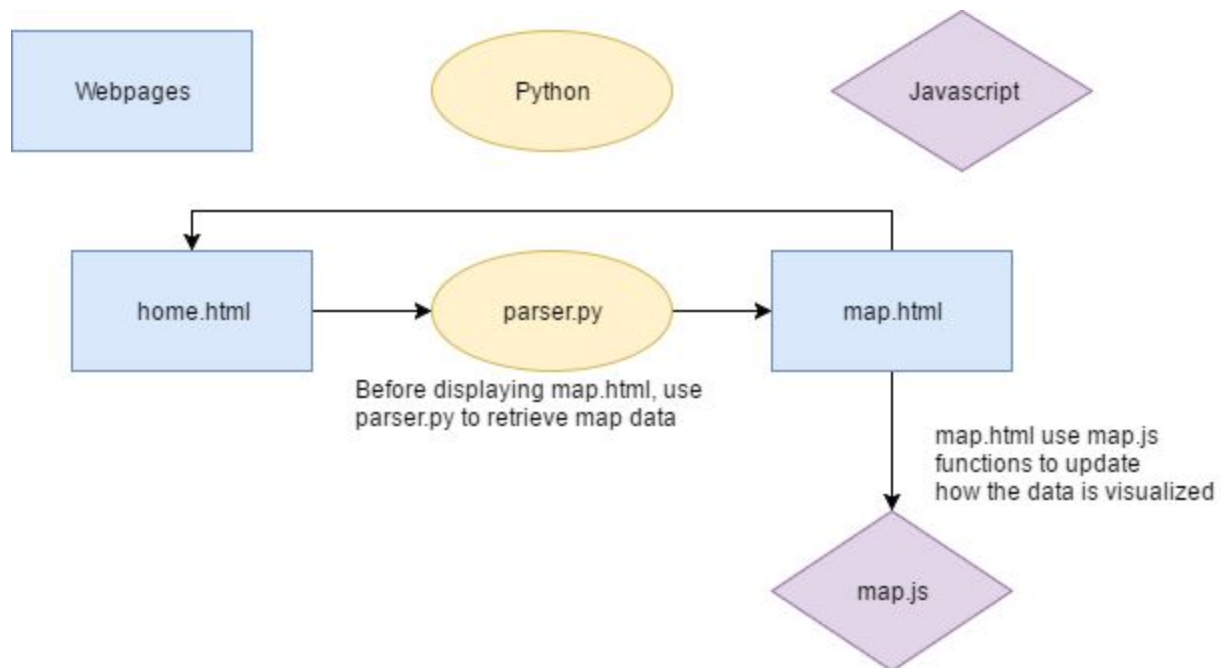 Webpages
Python
Javascript
home.html
parser.py
map.html
Before displaying map.html, use
parser.py to retrieve map data
map.html use map.js
functions to update
how the data is visualized
map.js